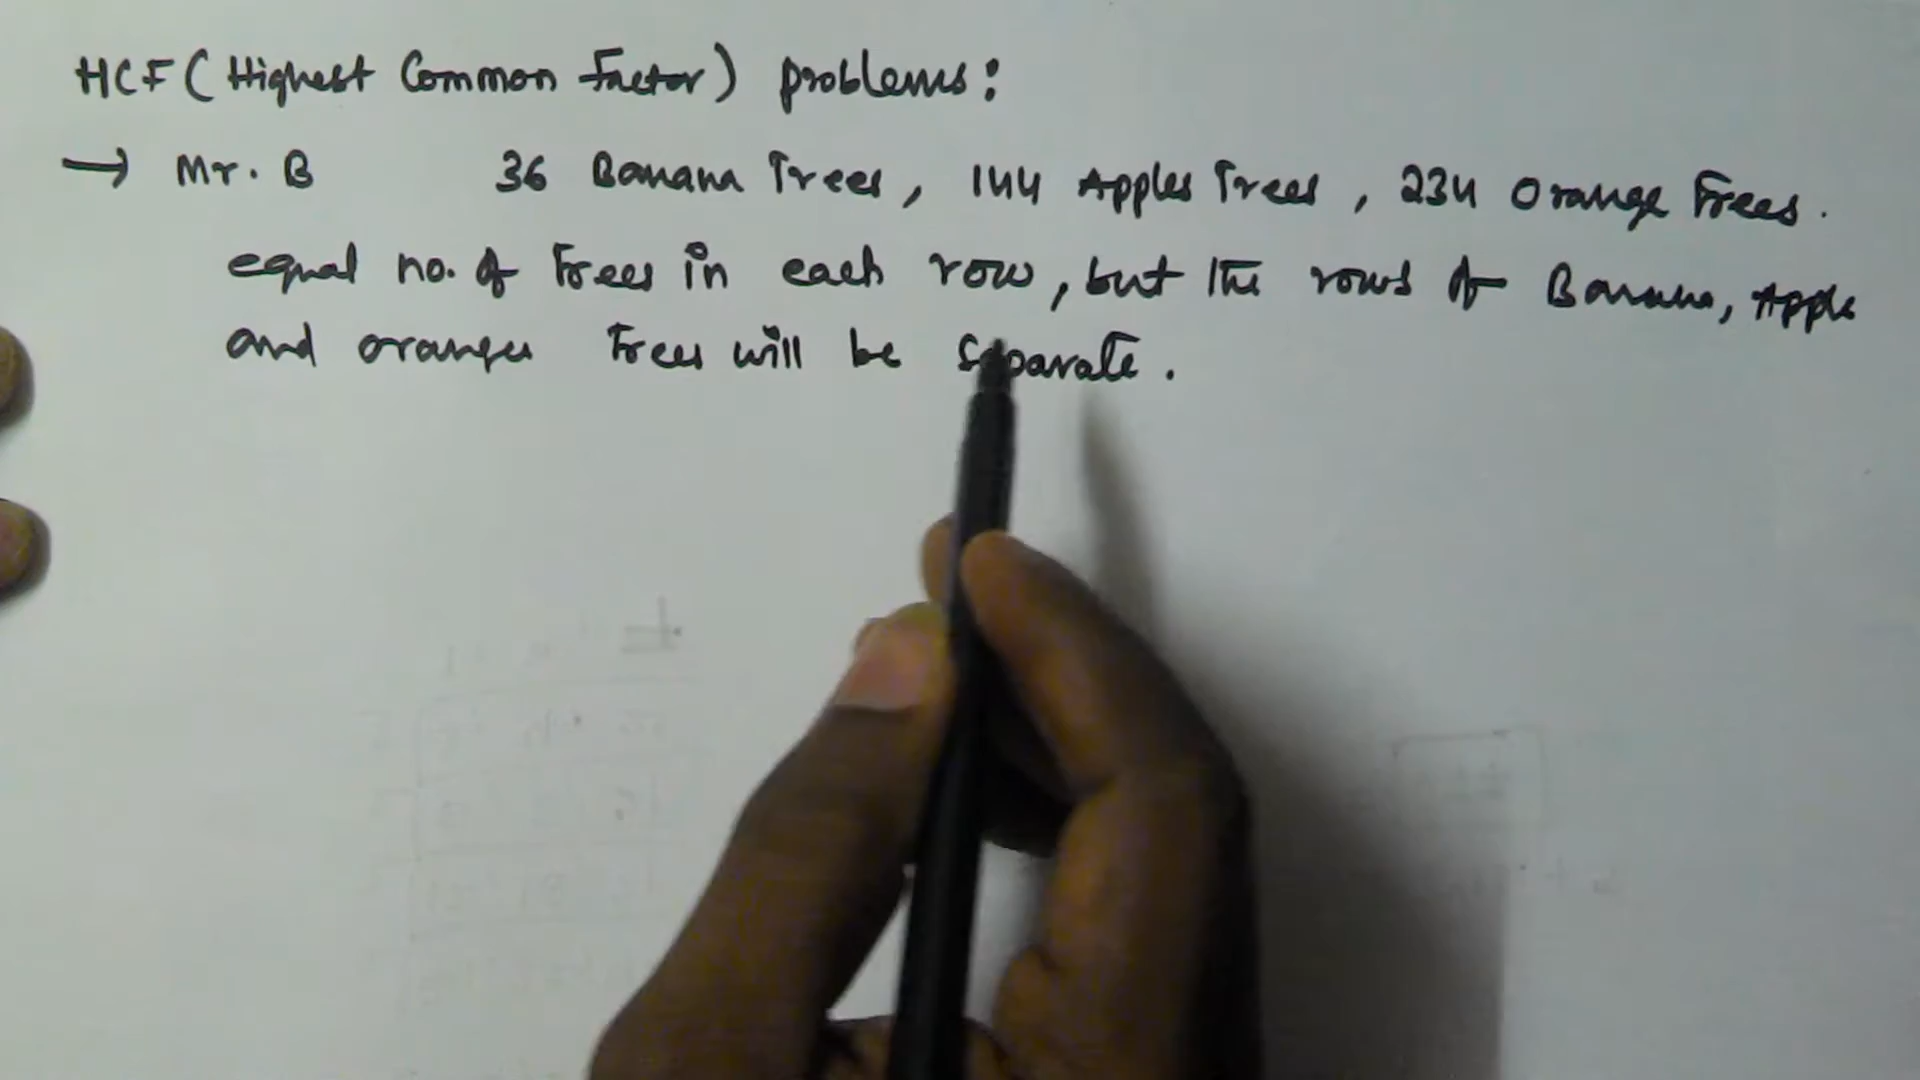 HCF (Highest Common Factor) problems:
→ Mr. B 36 Banana Trees, 144 Apples Trees, 234 Orange Trees.
equal no. of Trees in each row, but the rows of Banana, Apple
and oranges Trees will be separate.